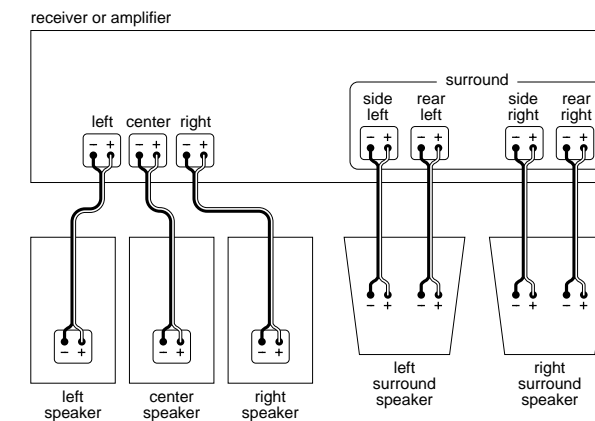 receiver or amplifier
surround
side left
rear left
side right
rear right
left center right
− + − + − +
− + − + − + − +
− + − + − + − +
− + − + − +
left speaker
center speaker
right speaker
left surround speaker
right surround speaker